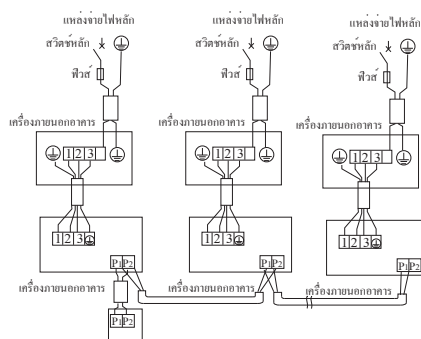 แหล่งจ่ายไฟหลัก แหล่งจ่ายไฟหลัก แหล่งจ่ายไฟหลัก
สวิตช์หลัก สวิตช์หลัก สวิตช์หลัก
ฟิวส์ ฟิวส์ ฟิวส์
เครื่องภายนอกอาคาร เครื่องภายนอกอาคาร เครื่องภายนอกอาคาร
1 2 3 1 2 3 1 2 3
1 2 3 1 2 3 1 2 3
P1 P2 P1 P2 P1 P2
เครื่องภายนอกอาคาร เครื่องภายนอกอาคาร เครื่องภายนอกอาคาร
P1 P2